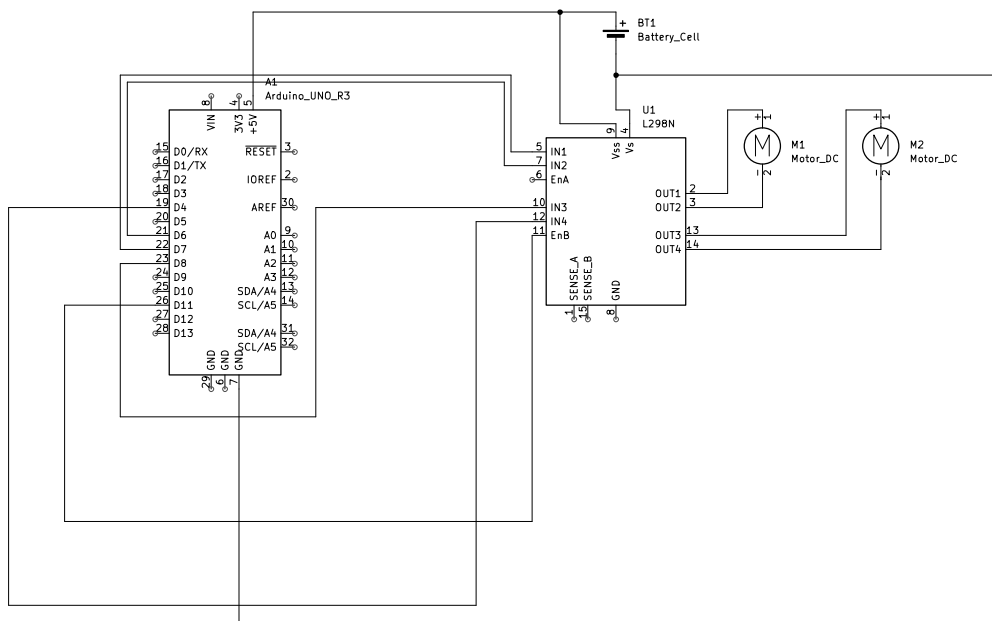 + BT1
Battery_Cell
A1
Arduino_UNO_R3
8 4 5
VIN 3V3 +5V
15 D0/RX RESET 3
16 D1/TX
17 D2 IOREF 2
18 D3
19 D4 AREF 30
20 D5
21 D6 A0 9
22 D7 A1 10
23 D8 A2 11
24 D9 A3 12
25 D10 SDA/A4 13
26 D11 SCL/A5 14
27 D12
28 D13 SDA/A4 31
SCL/A5 32
GND GND GND
29 6 7
U1
L298N
9 4
Vss Vs
5 IN1
7 IN2
6 EnA
OUT1 2
10 IN3 OUT2 3
12 IN4
11 EnB OUT3 13
OUT4 14
SENSE_A SENSE_B GND
1 15 8
+ 1
M M1
Motor_DC
− 2
+ 1
M M2
Motor_DC
− 2